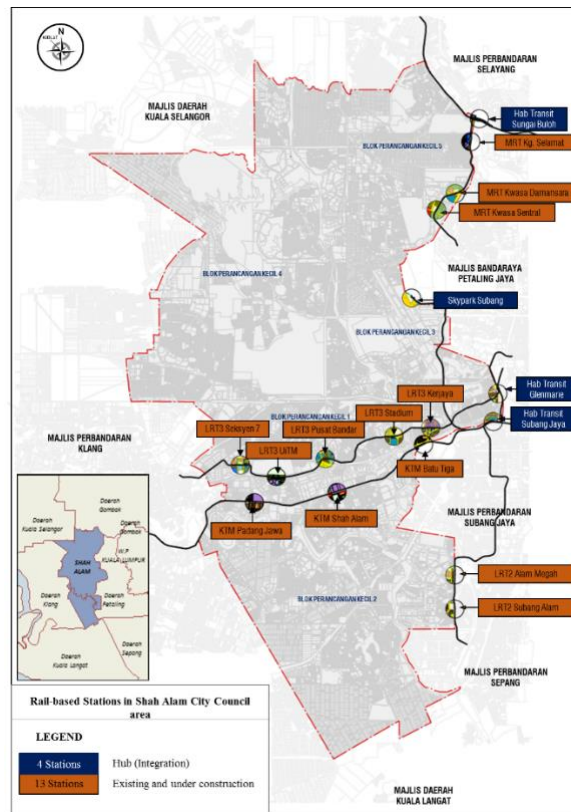 UTARA
MAJLIS PERBANDARAN
SELAYANG
MAJLIS DAERAH
KUALA SELANGOR
Hab Transit
Sungai Buloh
MRT Kg. Selamat
BLOK PERANCANGAN KECIL 5
MRT Kwasa Damansara
MRT Kwasa Sentral
BLOK PERANCANGAN KECIL 4
MAJLIS BANDARAYA
PETALING JAYA
Skypark Subang
BLOK PERANCANGAN KECIL 3
Hab Transit
Glenmarie
LRT3 Kerjaya
LRT3 Stadium
BLOK PERANCANGAN KECIL 1
Hab Transit
Subang Jaya
LRT3 Seksiyen 7
LRT3 Pusat Bandar
MAJLIS PERBANDARAN
KLANG
LRT3 UiTM
KTM Batu Tiga
KTM Shah Alam
KTM Padang Jawa
MAJLIS PERBANDARAN
SUBANG JAYA
LRT2 Alam Megah
LRT2 Subang Alam
BLOK PERANCANGAN KECIL 2
Daerah
Gombak
Daerah
Kuala Selangor
Daerah
Gombak
W.P
KUALA LUMPUR
SHAH
ALAM
Daerah
Klang
Daerah
Petaling
Daerah
Sepang
Daerah
Kuala Langat
MAJLIS PERBANDARAN
SEPANG
Rail-based Stations in Shah Alam City Council
area
LEGEND
4 Stations Hub (Integration)
13 Stations Existing and under construction
MAJLIS DAERAH
KUALA LANGAT